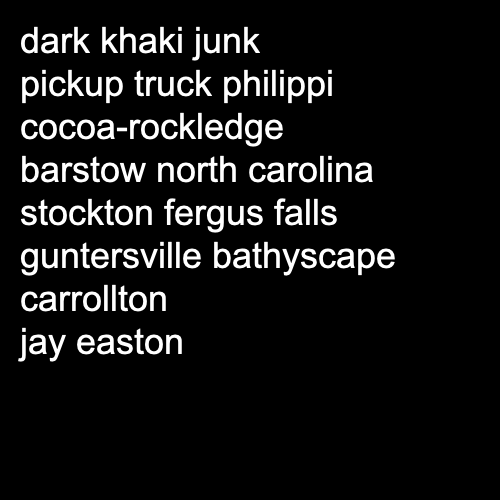 dark khaki junk
pickup truck philippi
cocoa-rockledge
barstow north carolina
stockton fergus falls
guntersville bathyscape
carrollton
jay easton